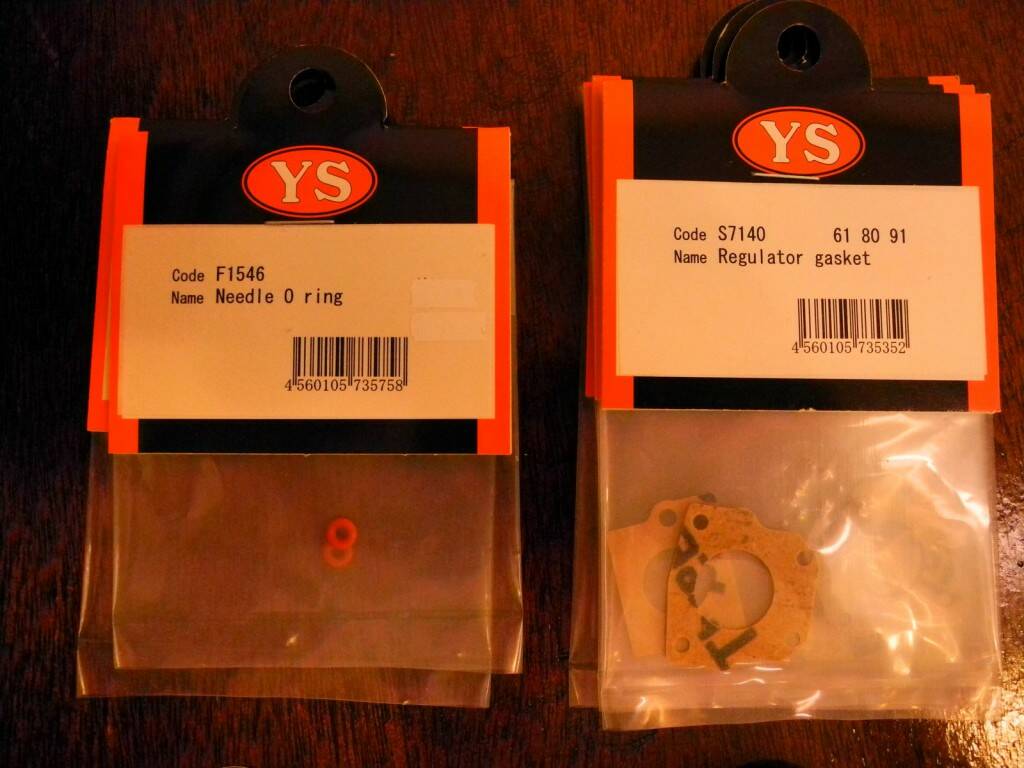 YS
Code F1546
Name Needle O ring
4 560105 735758
YS
Code S7140 61 80 91
Name Regulator gasket
4 560105 735352